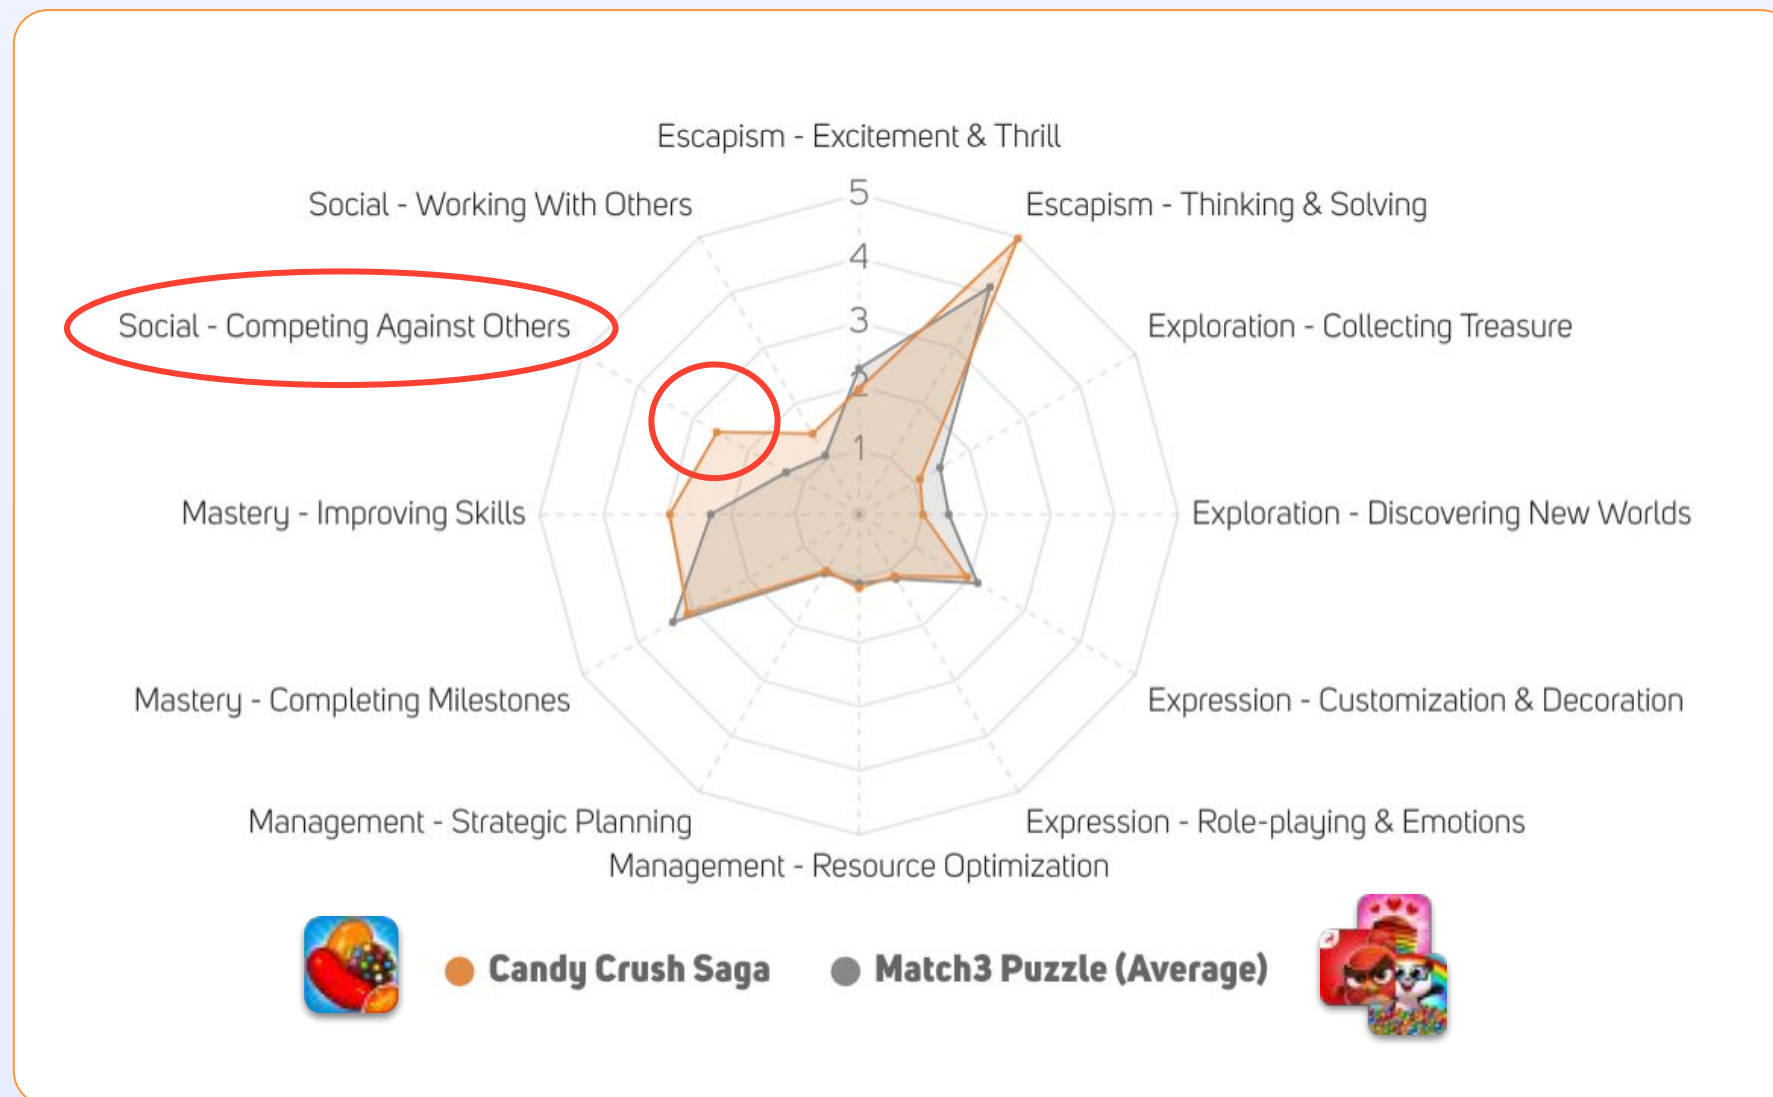 Escapism - Excitement & Thrill
Social - Working With Others
5
Escapism - Thinking & Solving
4
Social - Competing Against Others
3
Exploration - Collecting Treasure
2
1
Mastery - Improving Skills
Exploration - Discovering New Worlds
Mastery - Completing Milestones
Expression - Customization & Decoration
Management - Strategic Planning
Expression - Role-playing & Emotions
Management - Resource Optimization
Candy Crush Saga
Match3 Puzzle (Average)